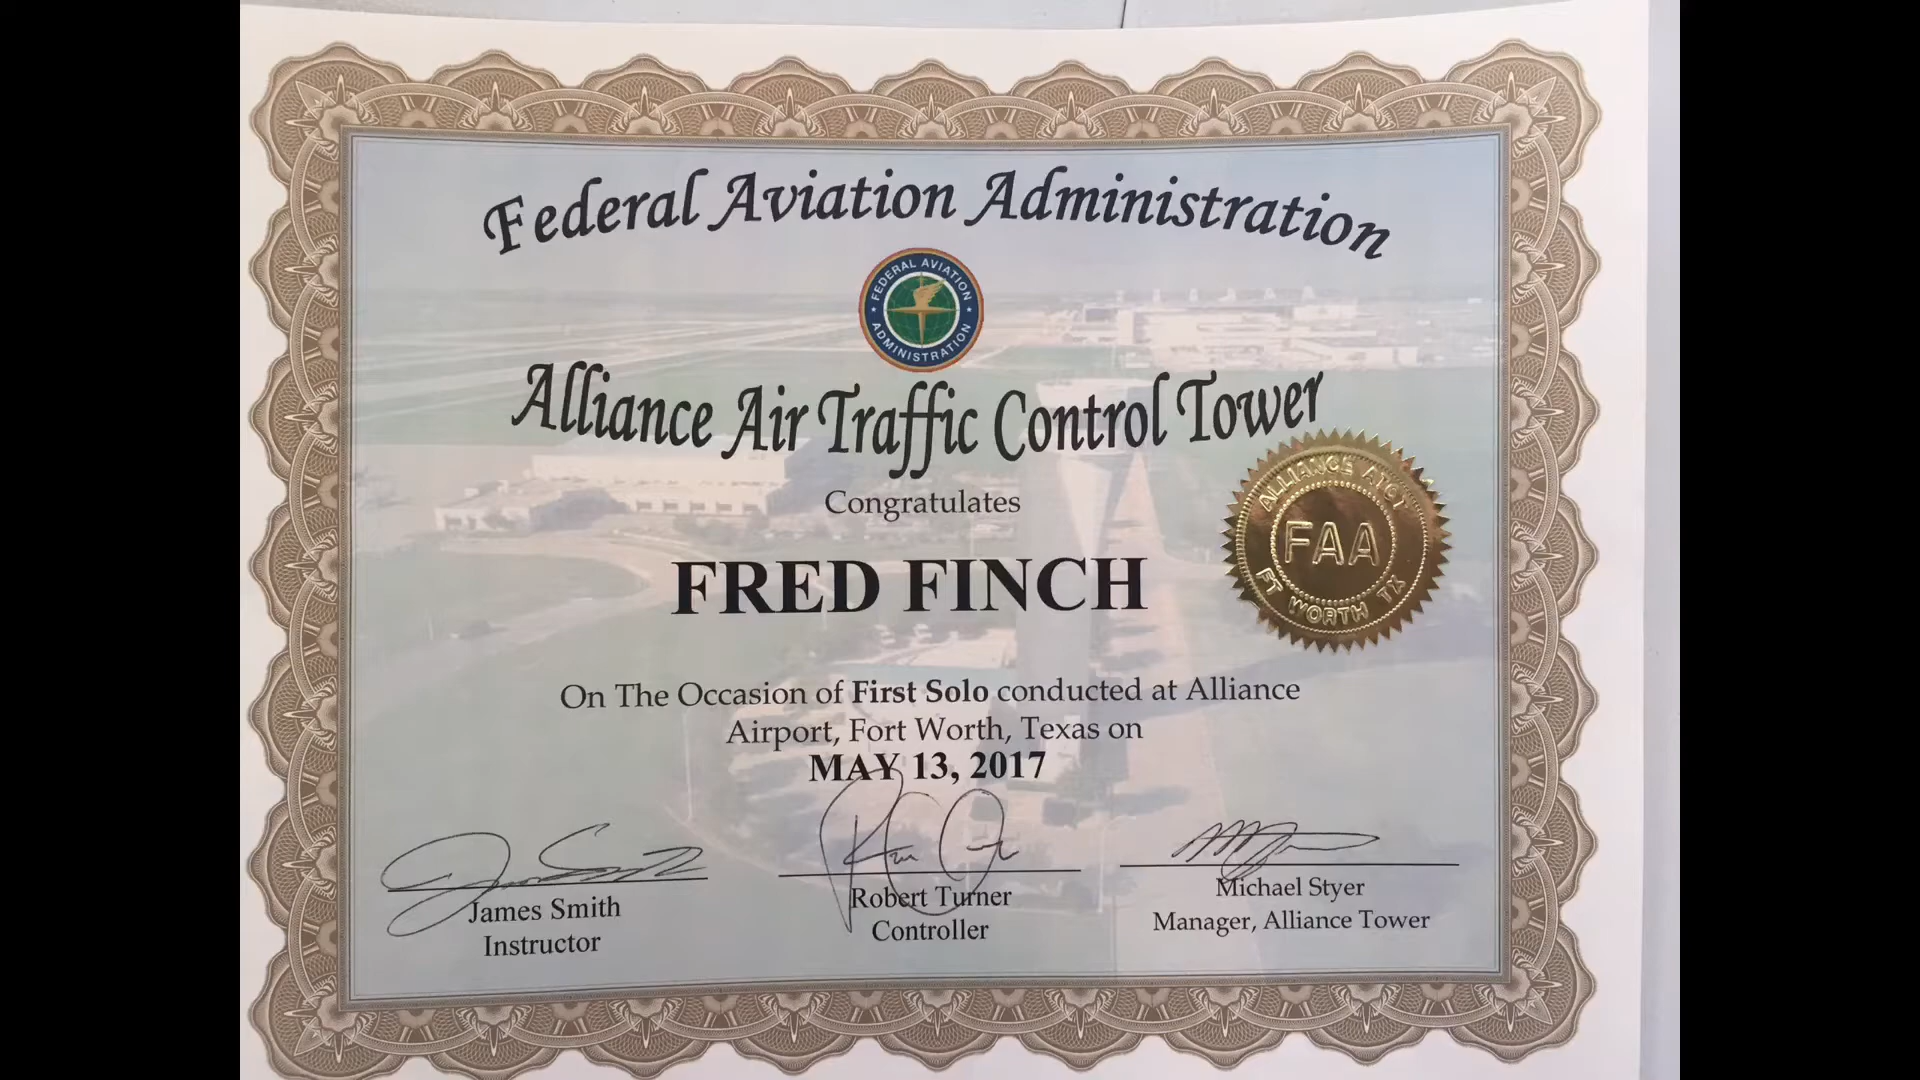 Federal Aviation Administration
FEDERAL AVIATION
ADMINISTRATION
Alliance Air Traffic Control Tower
Congratulates
ALLIANCE ATCT
FAA
FT WORTH TX
FRED FINCH
On The Occasion of First Solo conducted at Alliance
Airport, Fort Worth, Texas on
MAY 13, 2017
James Smith
Instructor
Robert Turner
Controller
Michael Styer
Manager, Alliance Tower